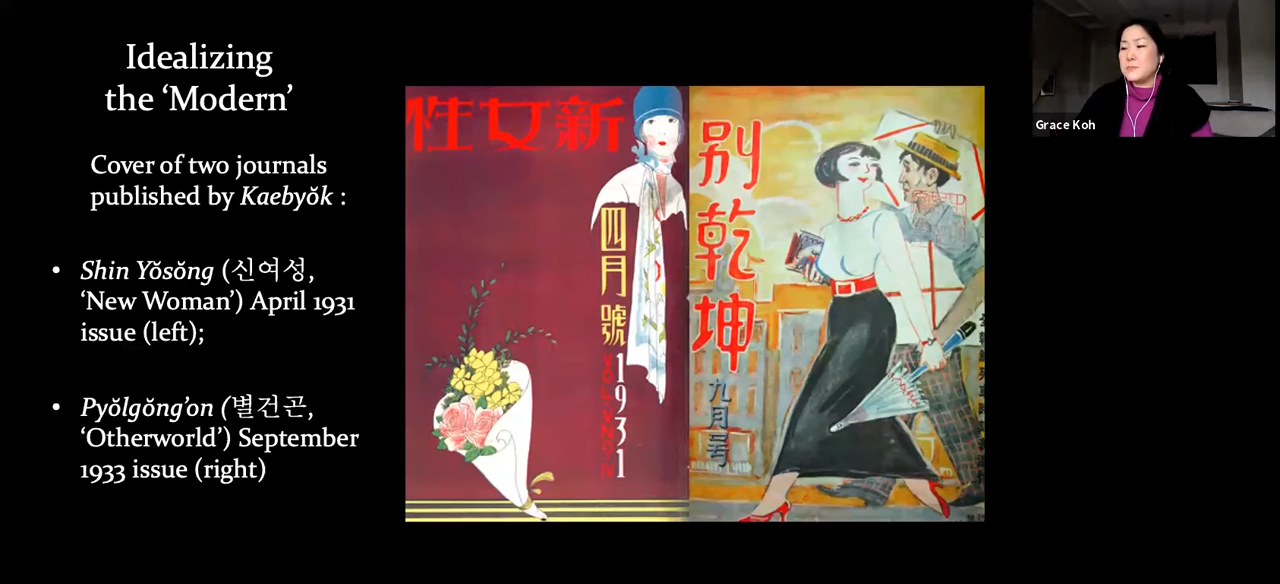 Idealizing
the ‘Modern’
Cover of two journals
published by Kaebyŏk :
• Shin Yŏsŏng (신여성,
‘New Woman’) April 1931
issue (left);
• Pyŏlgŏng’on (별건곤,
‘Otherworld’) September
1933 issue (right)
性女新
四月號
1931
别乾坤
九月号
Grace Koh